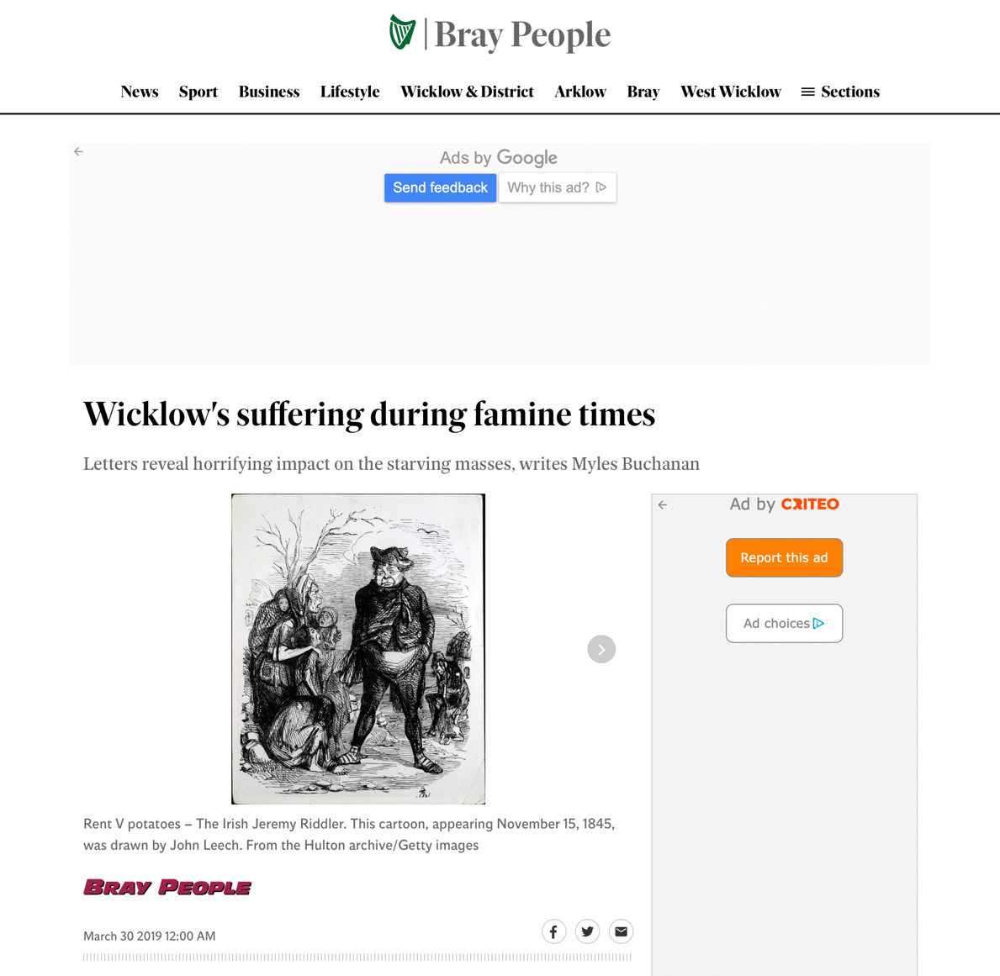 Bray People
News Sport Business Lifestyle Wicklow & District Arklow Bray West Wicklow Sections
Ads by Google
Send feedback Why this ad?
Wicklow's suffering during famine times
Letters reveal horrifying impact on the starving masses, writes Myles Buchanan
Ad by CRITEO
Report this ad
Ad choices
Rent V potatoes – The Irish Jeremy Riddler. This cartoon, appearing November 15, 1845,
was drawn by John Leech. From the Hulton archive/Getty images
BRAY PEOPLE
March 30 2019 12:00 AM